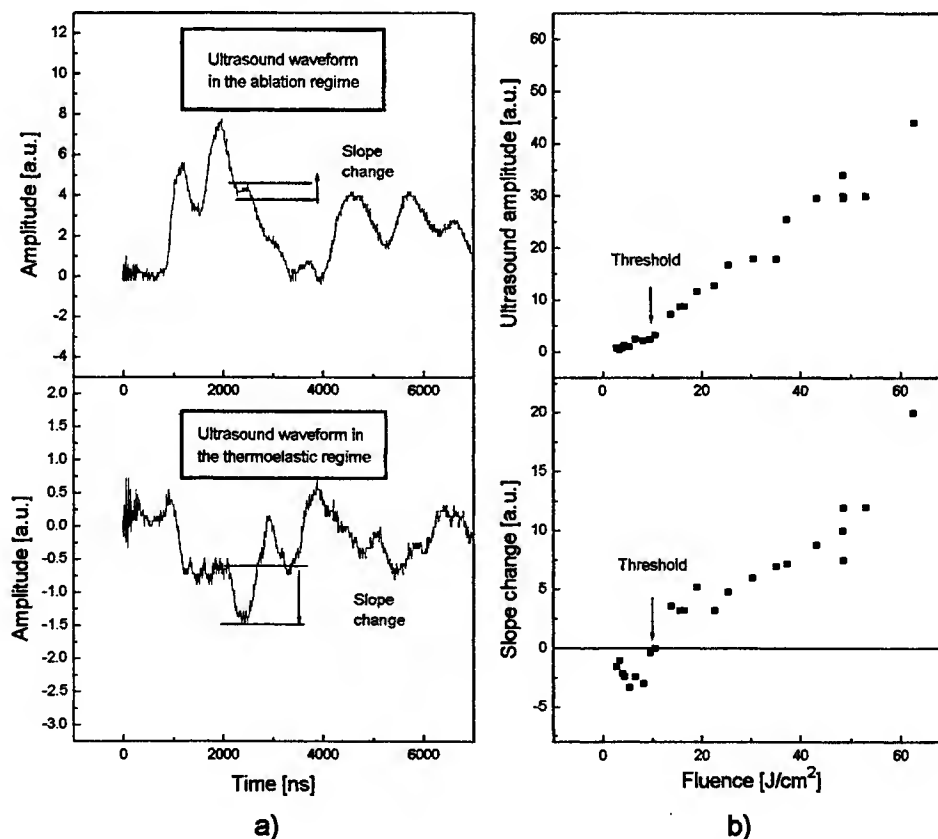 Amplitude [a.u.]
12
10
8
6
4
2
0
-2
-4
Ultrasound waveform
in the ablation regime
Slope
change
0
2000
4000
6000
Amplitude [a.u.]
2.0
1.5
1.0
0.5
0.0
-0.5
-1.0
-1.5
-2.0
-2.5
-3.0
Ultrasound waveform in
the thermoelastic regime
Slope
change
0
2000
4000
6000
Time [ns]
a)
Ultrasound amplitude [a.u.]
60
50
40
30
20
10
0
Threshold
0
20
40
60
Slope change [a.u.]
20
15
10
5
0
-5
Threshold
0
20
40
60
Fluence [J/cm²]
b)